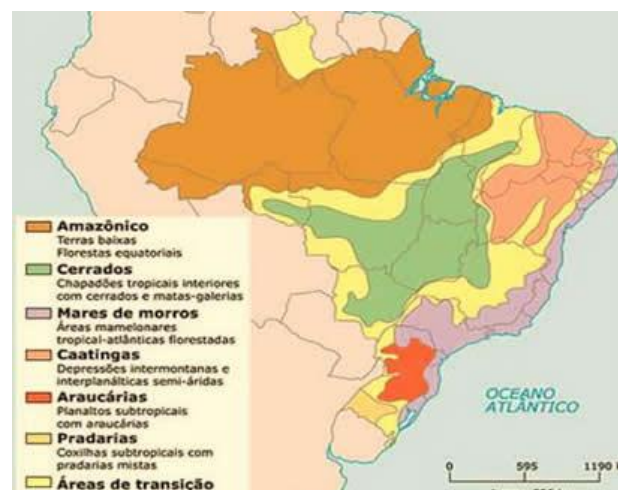 Amazônico
Terras baixas
Florestas equatoriais
Cerrados
Chapadões tropicais interiores
com cerrados e matas-galerias
Mares de morros
Áreas mamelonares
tropical-atlânticas florestadas
Caatingas
Depressões intermontanas e
interplanálticas semi-áridas
Araucárias
Planaltos subtropicais
com araucárias
Pradarias
Coxilhas subtropicais com
pradarias mistas
Áreas de transição
OCEANO
ATLÂNTICO
0 595 1190